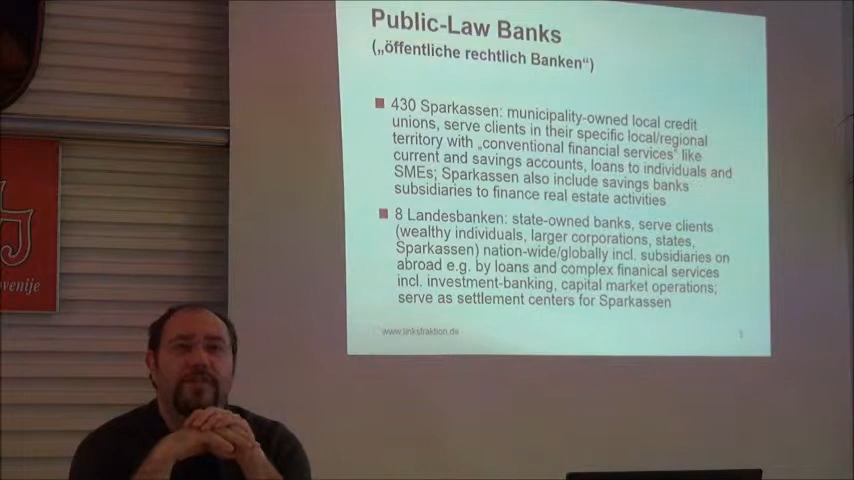 Public-Law Banks
(„öffentliche rechtlich Banken“)
430 Sparkassen: municipality-owned local credit
unions, serve clients in their specific local/regional
territory with „conventional financial services“ like
current and savings accounts, loans to individuals and
SMEs; Sparkassen also include savings banks
subsidiaries to finance real estate activities
8 Landesbanken: state-owned banks, serve clients
(wealthy individuals, larger corporations, states,
Sparkassen) nation-wide/globally incl. subsidiaries on
abroad e.g. by loans and complex finanical services
incl. investment-banking, capital market operations;
serve as settlement centers for Sparkassen
www.linksfraktion.de